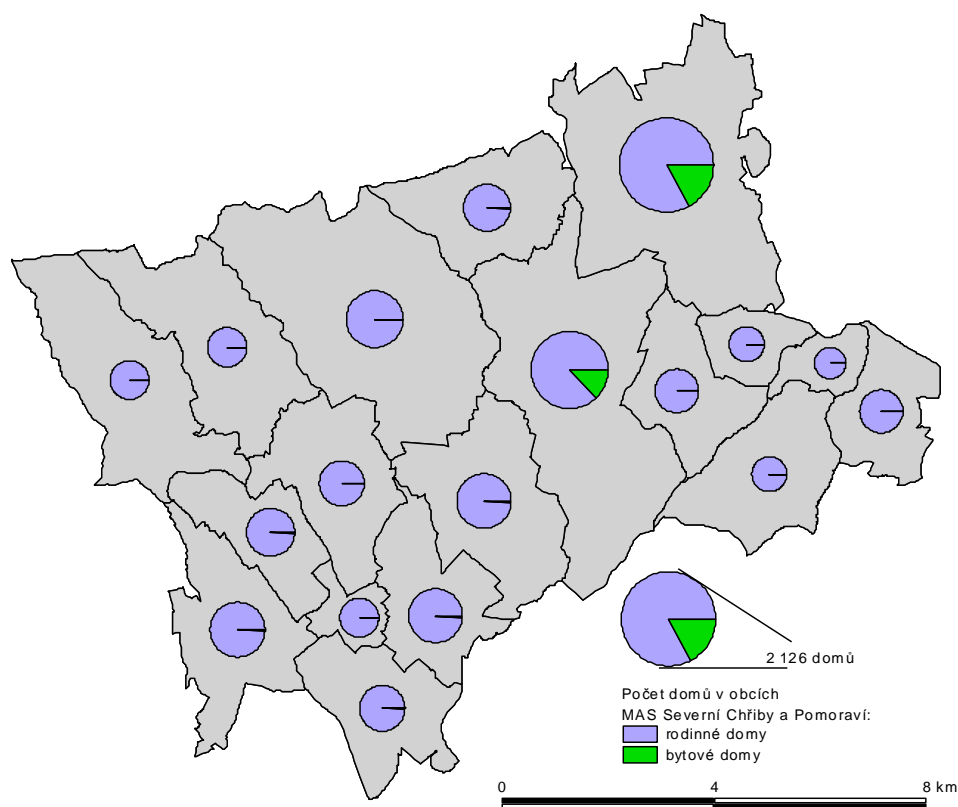 2 126 domů
Počet domů v obcích
MAS Severní Chřiby a Pomoraví:
rodinné domy
bytové domy
0 4 8 km